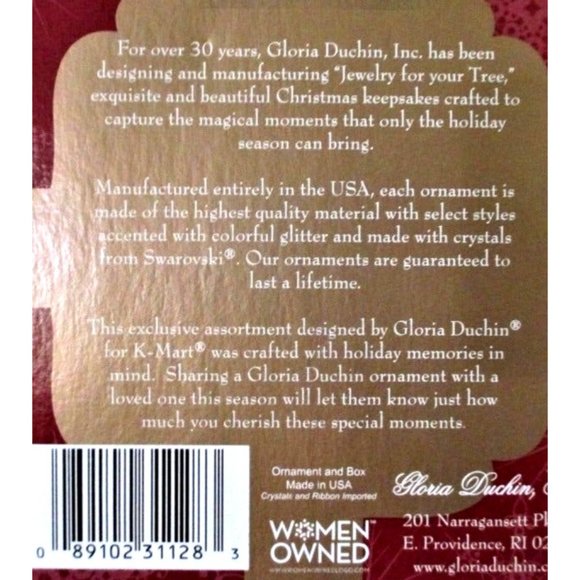 For over 30 years, Gloria Duchin, Inc. has been
designing and manufacturing "Jewelry for your Tree,"
exquisite and beautiful Christmas keepsakes crafted to
capture the magical moments that only the holiday
season can bring.
Manufactured entirely in the USA, each ornament is
made of the highest quality material with select styles
accented with colorful glitter and made with crystals
from Swarovski®. Our ornaments are guaranteed to
last a lifetime.
This exclusive assortment designed by Gloria Duchin®
for K-Mart® was crafted with holiday memories in
mind. Sharing a Gloria Duchin ornament with a
loved one this season will let them know just how
much you cherish these special moments.
Ornament and Box
Made in USA
Crystals and Ribbon Imported
WOMEN
OWNED
WWW.WOMENOWNEDLOGO.COM
Gloria Duchin,
201 Narragansett
E. Providence, RI
www.gloriaduchin.c
0 89102 31128 3